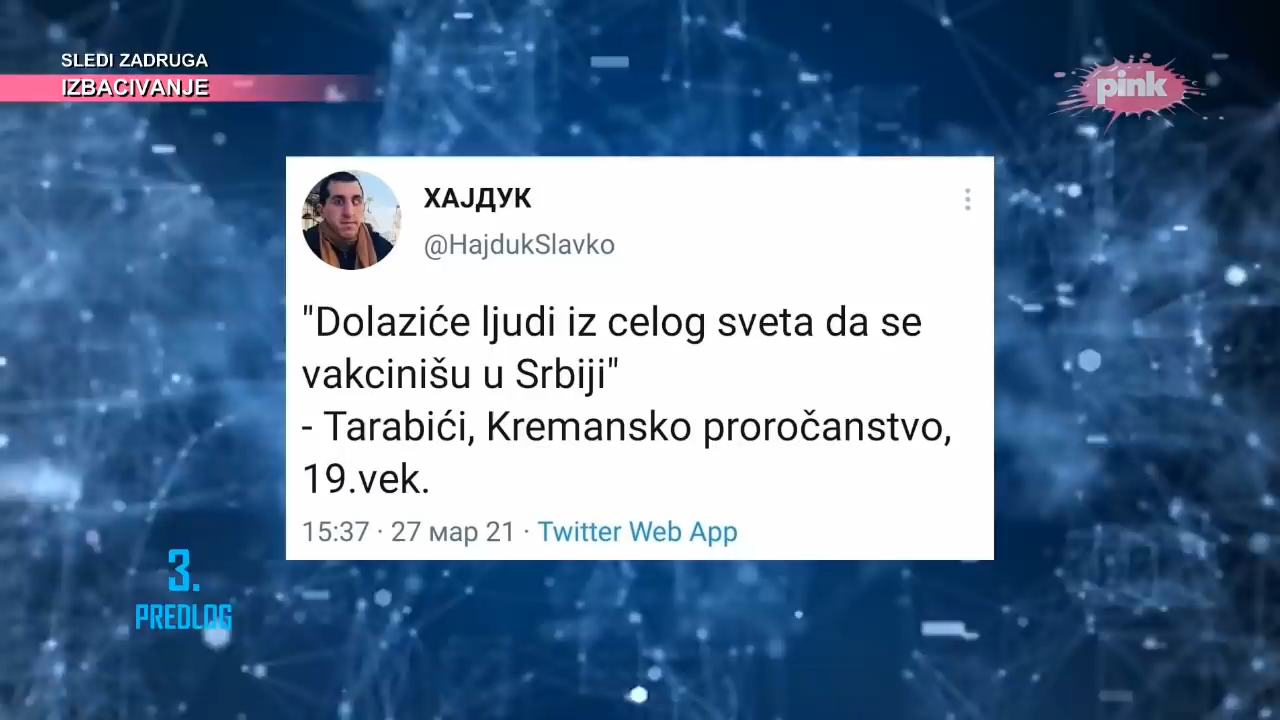 SLEDI ZADRUGA
IZBACIVANJE
pink
ХАЈДУК
@HajdukSlavko
"Dolaziće ljudi iz celog sveta da se
vakcinišu u Srbiji"
- Tarabići, Kremansko proročanstvo,
19.vek.
15:37 · 27 мар 21 · Twitter Web App
3.
PREDLOG